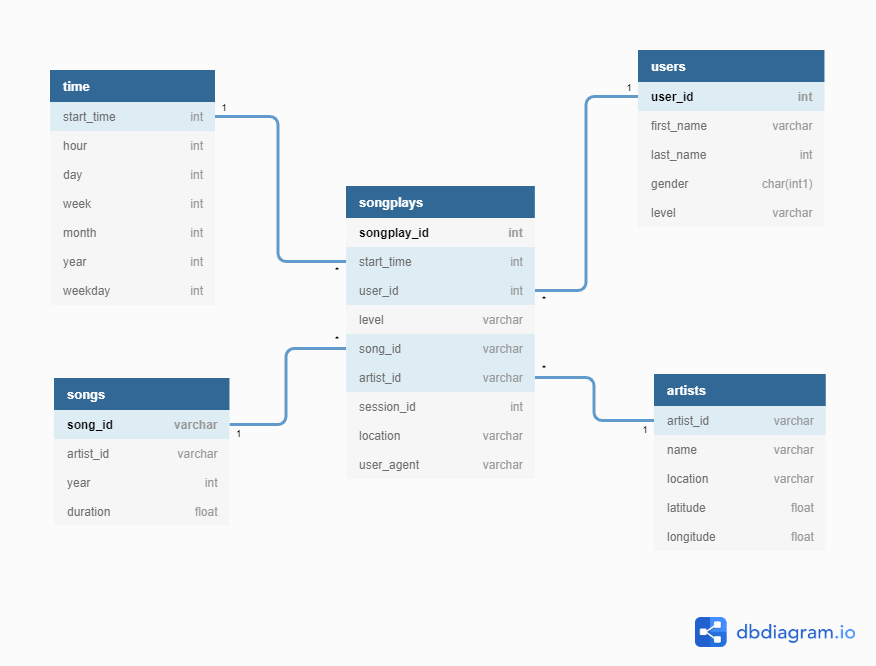 time
start_time int
hour int
day int
week int
month int
year int
weekday int
songs
song_id varchar
artist_id varchar
year int
duration float
songplays
songplay_id int
start_time int
user_id int
level varchar
song_id varchar
artist_id varchar
session_id int
location varchar
user_agent varchar
users
user_id int
first_name varchar
last_name int
gender char(int1)
level varchar
artists
artist_id varchar
name varchar
location varchar
latitude float
longitude float
1
*
1
*
1
*
1
*
dbdiagram.io